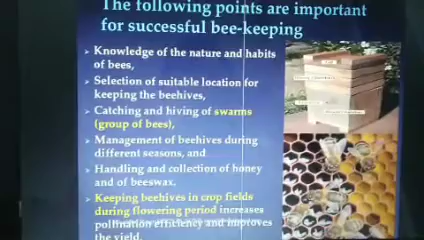 The following points are important
for successful bee-keeping
Knowledge of the nature and habits
of bees,
Selection of suitable location for
keeping the beehives,
Catching and hiving of swarms
(group of bees),
Management of beehives during
different seasons, and
Handling and collection of honey
and of beeswax.
Keeping beehives in crop fields
during flowering period increases
pollination efficiency and improves
the yield.